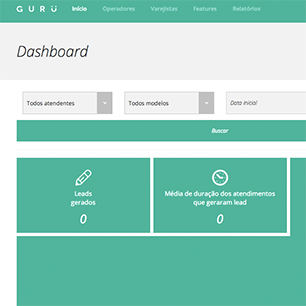 GURU
Início Operadores Varejistas Features Relatórios
Dashboard
Todos atendentes Todos modelos Data inicial
Buscar
Leads
gerados
0
Média de duração dos atendimentos
que geraram lead
0